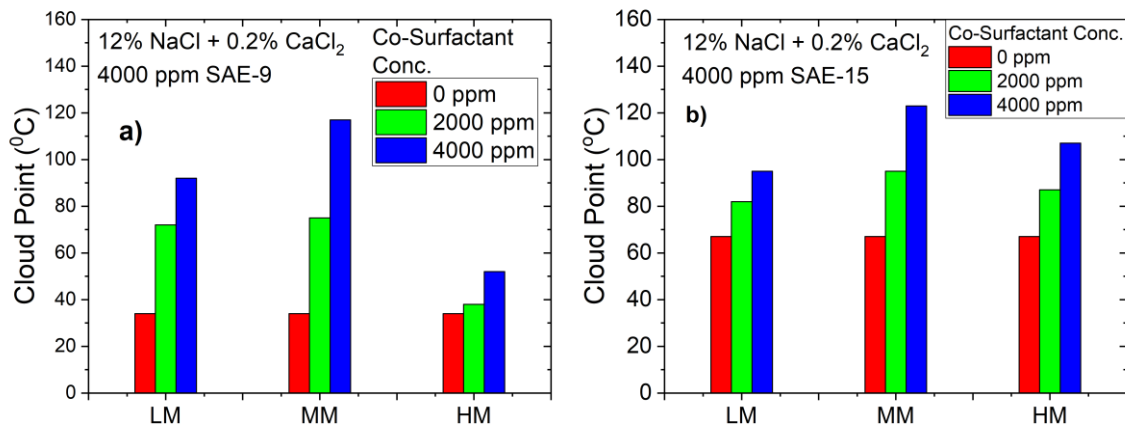 12% NaCl + 0.2% CaCl₂
4000 ppm SAE-9
a)
Co-Surfactant
Conc.
0 ppm
2000 ppm
4000 ppm
Cloud Point (⁰C)
160
140
120
100
80
60
40
20
0
LM MM HM
12% NaCl + 0.2% CaCl₂
4000 ppm SAE-15
b)
Co-Surfactant Conc.
0 ppm
2000 ppm
4000 ppm
Cloud Point (⁰C)
160
140
120
100
80
60
40
20
0
LM MM HM